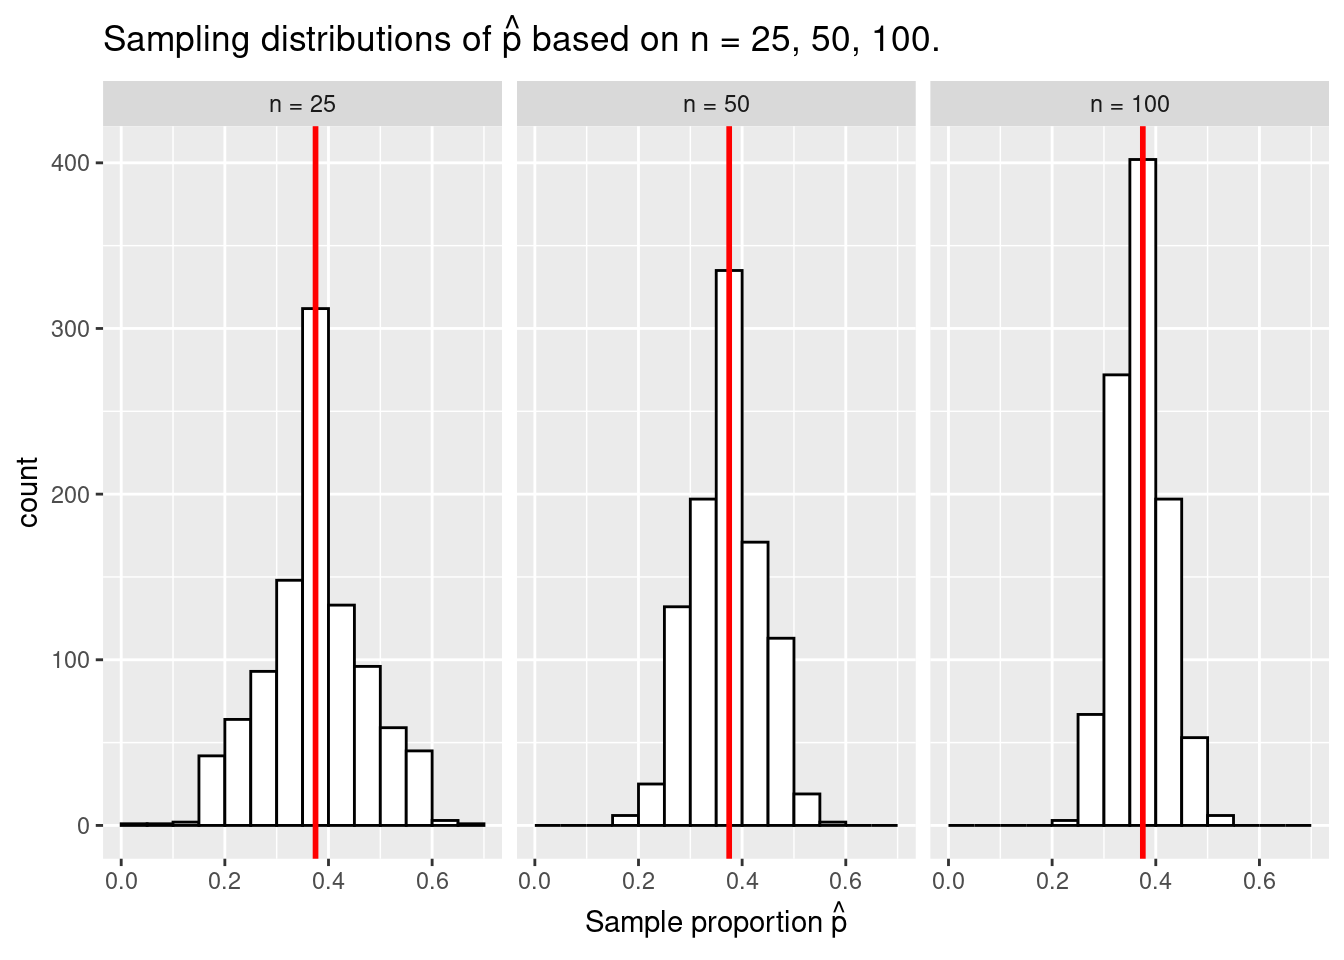 Sampling distributions of p̂ based on n = 25, 50, 100.
n = 25
n = 50
n = 100
400
300
200
100
0
count
0.0 0.2 0.4 0.6
0.0 0.2 0.4 0.6
0.0 0.2 0.4 0.6
Sample proportion p̂